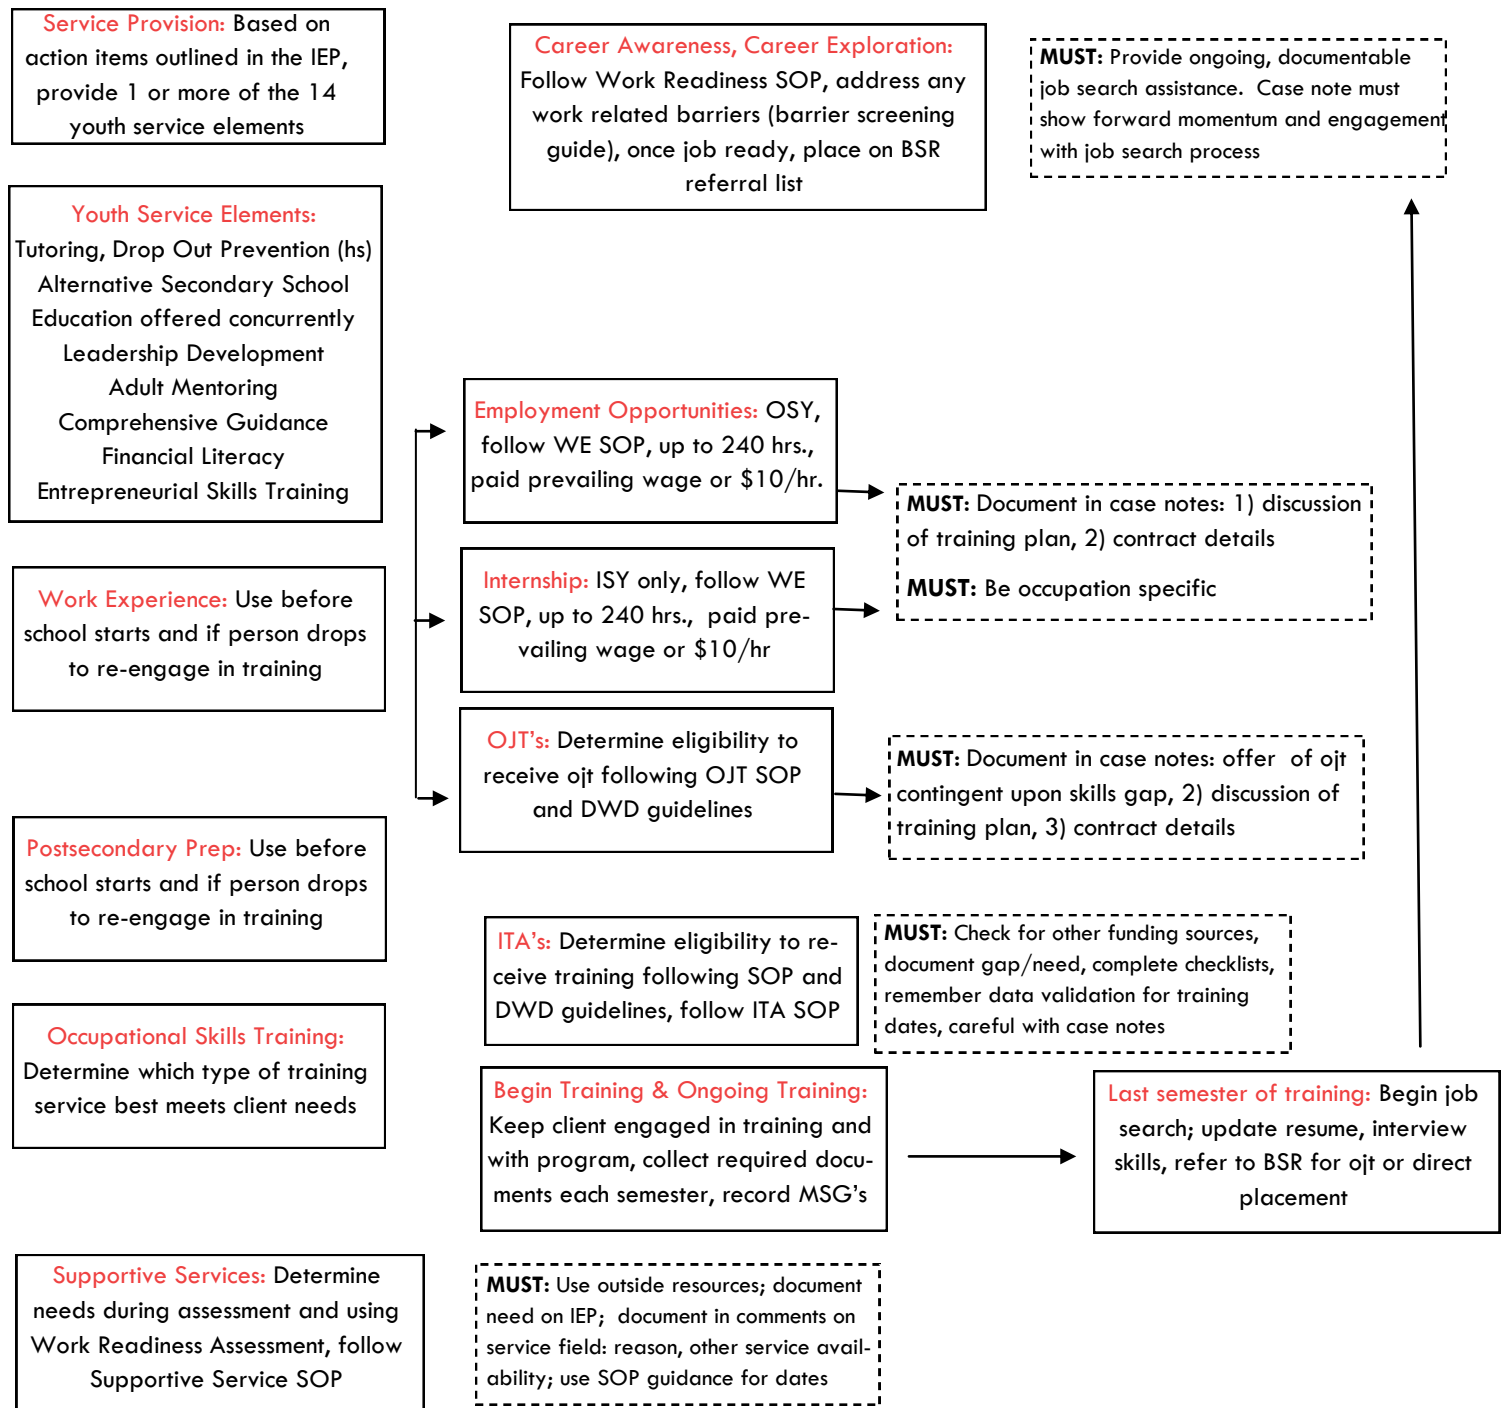 Service Provision: Based on
action items outlined in the IEP,
provide 1 or more of the 14
youth service elements
Career Awareness, Career Exploration:
Follow Work Readiness SOP, address any
work related barriers (barrier screening
guide), once job ready, place on BSR
referral list
MUST: Provide ongoing, documentable
job search assistance.  Case note must
show forward momentum and engagement
with job search process
Youth Service Elements:
Tutoring, Drop Out Prevention (hs)
Alternative Secondary School
Education offered concurrently
Leadership Development
Adult Mentoring
Comprehensive Guidance
Financial Literacy
Entrepreneurial Skills Training
Employment Opportunities: OSY,
follow WE SOP, up to 240 hrs.,
paid prevailing wage or $10/hr.
MUST: Document in case notes: 1) discussion
of training plan, 2) contract details
MUST: Be occupation specific
Work Experience: Use before
school starts and if person drops
to re-engage in training
Internship: ISY only, follow WE
SOP, up to 240 hrs.,  paid pre-
vailing wage or $10/hr
OJT's: Determine eligibility to
receive ojt following OJT SOP
and DWD guidelines
MUST: Document in case notes: offer  of ojt
contingent upon skills gap, 2) discussion of
training plan, 3) contract details
Postsecondary Prep: Use before
school starts and if person drops
to re-engage in training
ITA's: Determine eligibility to re-
ceive training following SOP and
DWD guidelines, follow ITA SOP
MUST: Check for other funding sources,
document gap/need, complete checklists,
remember data validation for training
dates, careful with case notes
Occupational Skills Training:
Determine which type of training
service best meets client needs
Begin Training & Ongoing Training:
Keep client engaged in training and
with program, collect required docu-
ments each semester, record MSG's
Last semester of training: Begin job
search; update resume, interview
skills, refer to BSR for ojt or direct
placement
Supportive Services: Determine
needs during assessment and using
Work Readiness Assessment, follow
Supportive Service SOP
MUST: Use outside resources; document
need on IEP;  document in comments on
service field: reason, other service avail-
ability; use SOP guidance for dates